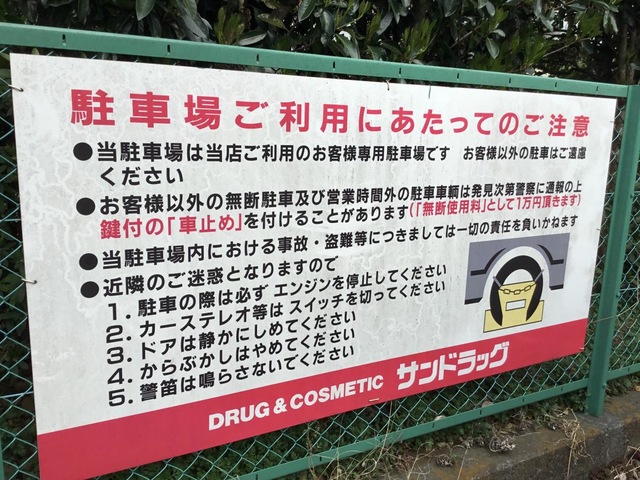 駐車場ご利用にあたってのご注意
●当駐車場は当店ご利用のお客様専用駐車場です　お客様以外の駐車はご遠慮
ください
●お客様以外の無断駐車及び営業時間外の駐車車輌は発見次第警察に通報の上
鍵付の「車止め」を付けることがあります(「無断使用料」として1万円頂きます)
●当駐車場内における事故・盗難等につきましては一切の責任を負いかねます
●近隣のご迷惑となりますので
1. 駐車の際は必ず エンジンを停止してください
2. カーステレオ等は スイッチを切ってください
3. ドアは静かにしめてください
4. からぶかしはやめてください
5. 警笛は鳴らさないでください
DRUG & COSMETIC サンドラッグ